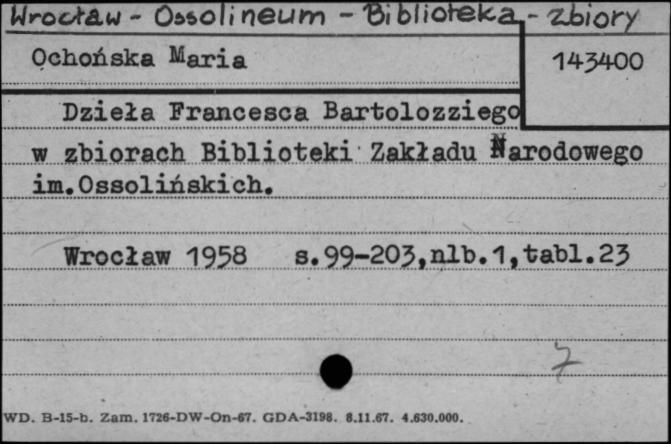 Wrocław - Ossolineum - Biblioteka - zbiory
Ochońska Maria
143400
Dzieła Francesca Bartolozziego
w zbiorach Biblioteki Zakładu Narodowego
im.Ossolińskich.
Wrocław 1958 s.99-203,nlb.1,tabl.23
7
WD. B-15-b. Zam. 1726-DW-On-67. GDA-3198. 8.11.67. 4.630.000.